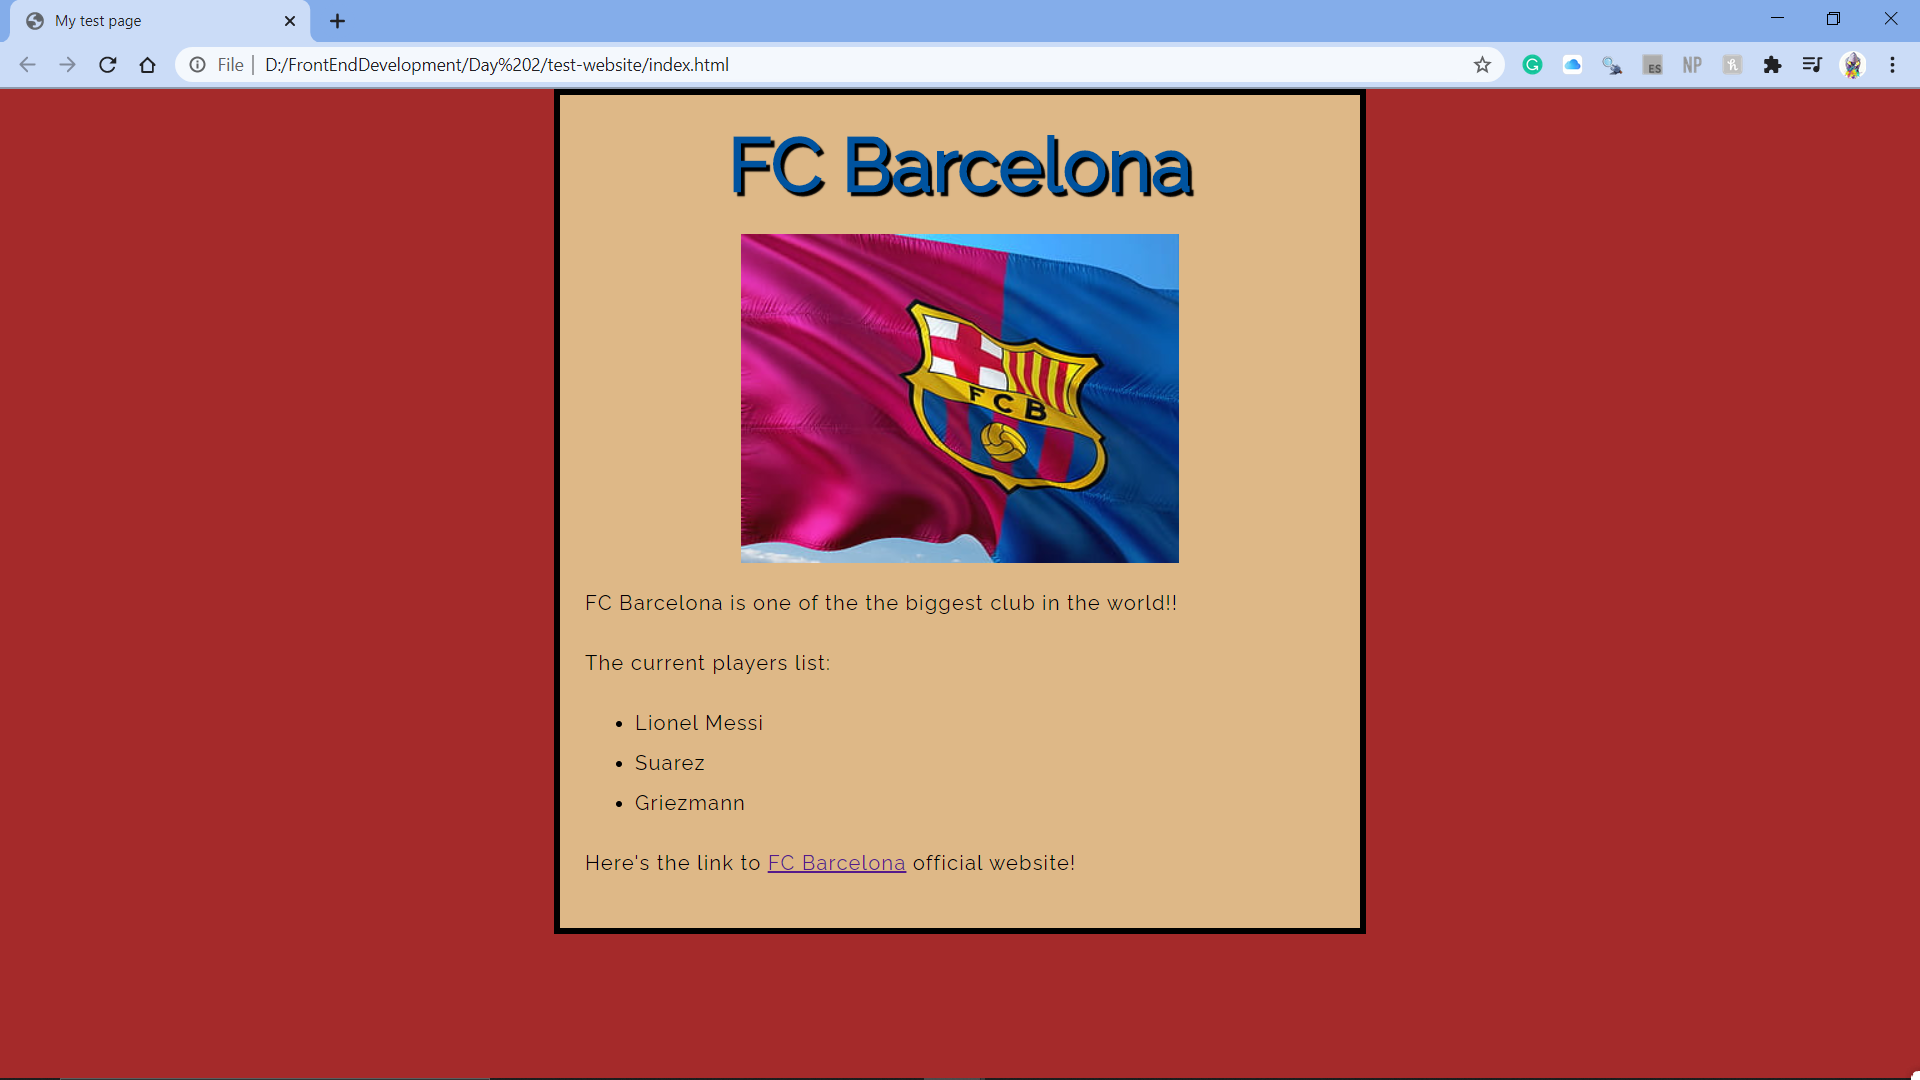 My test page
File | D:/FrontEndDevelopment/Day%202/test-website/index.html
ES
NP
FC Barcelona
FCB
FC Barcelona is one of the the biggest club in the world!!
The current players list:
• Lionel Messi
• Suarez
• Griezmann
Here's the link to FC Barcelona official website!